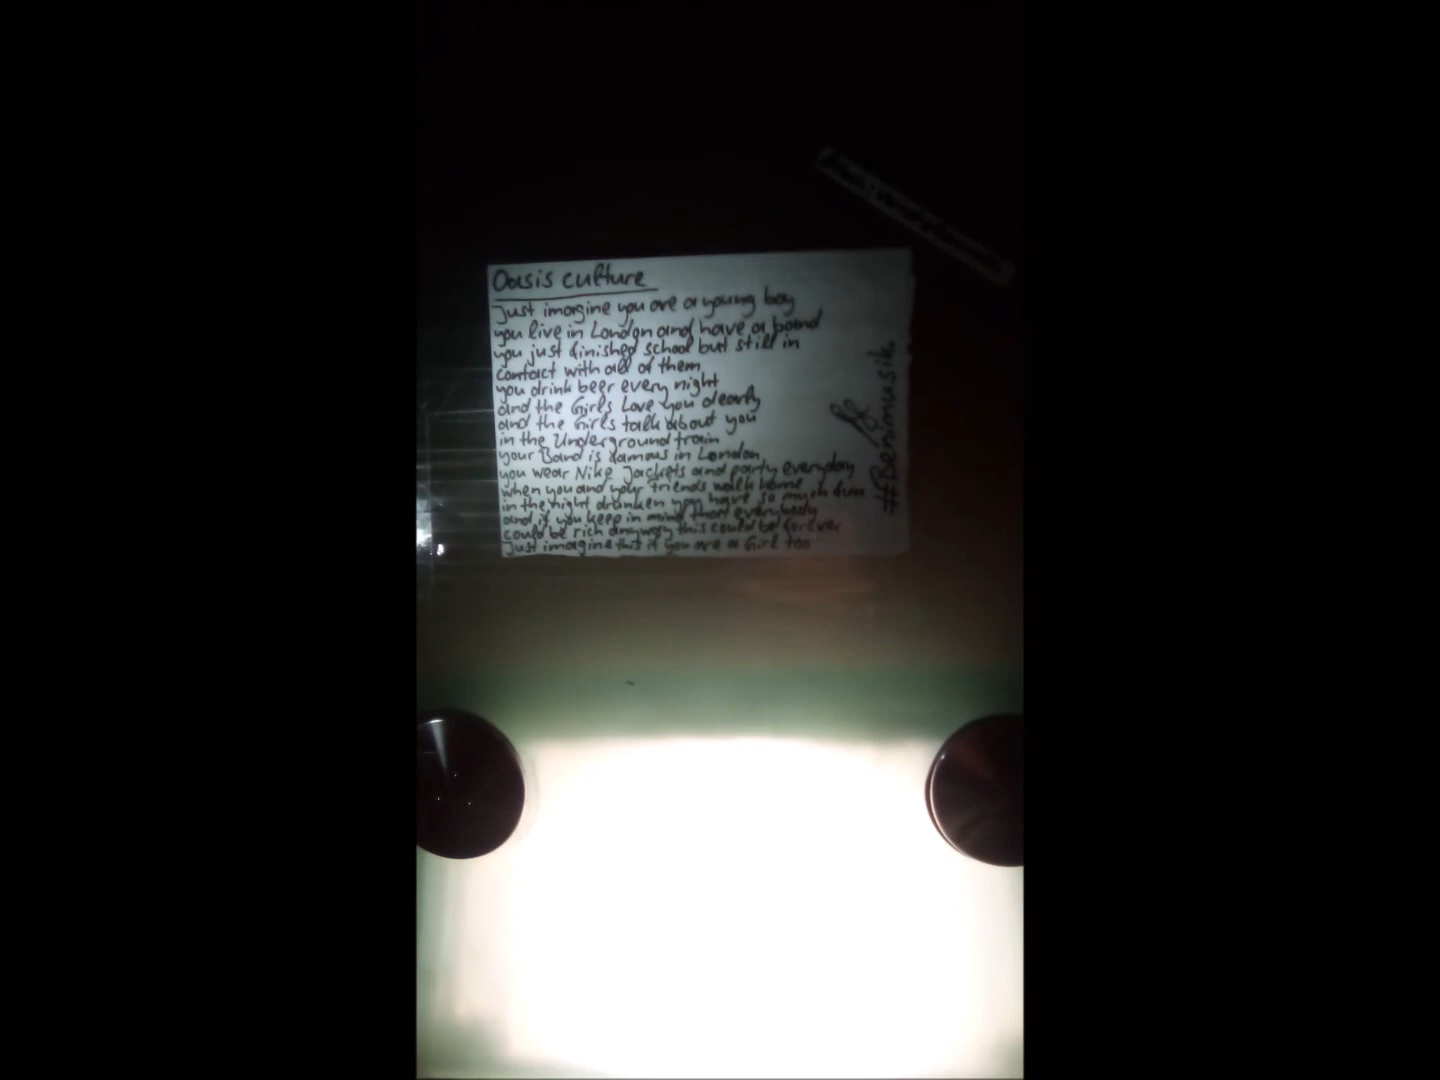 Oasis culture
Just imagine you are a young boy
you live in London and have a band
you just finished school but still in
contact with all of them
you drink beer every night
and the Girls Love you dearly
and the Girls talk about you
in the Underground train
your Band is famous in London
you wear Nike Jackets and party everyday
when you and your friends walk home
in the night drunken you have so much fun
and if you keep in mind that everybody
could be rich anyway this could be forever
Just imagine this if you are a Girl too
#Benimusik.